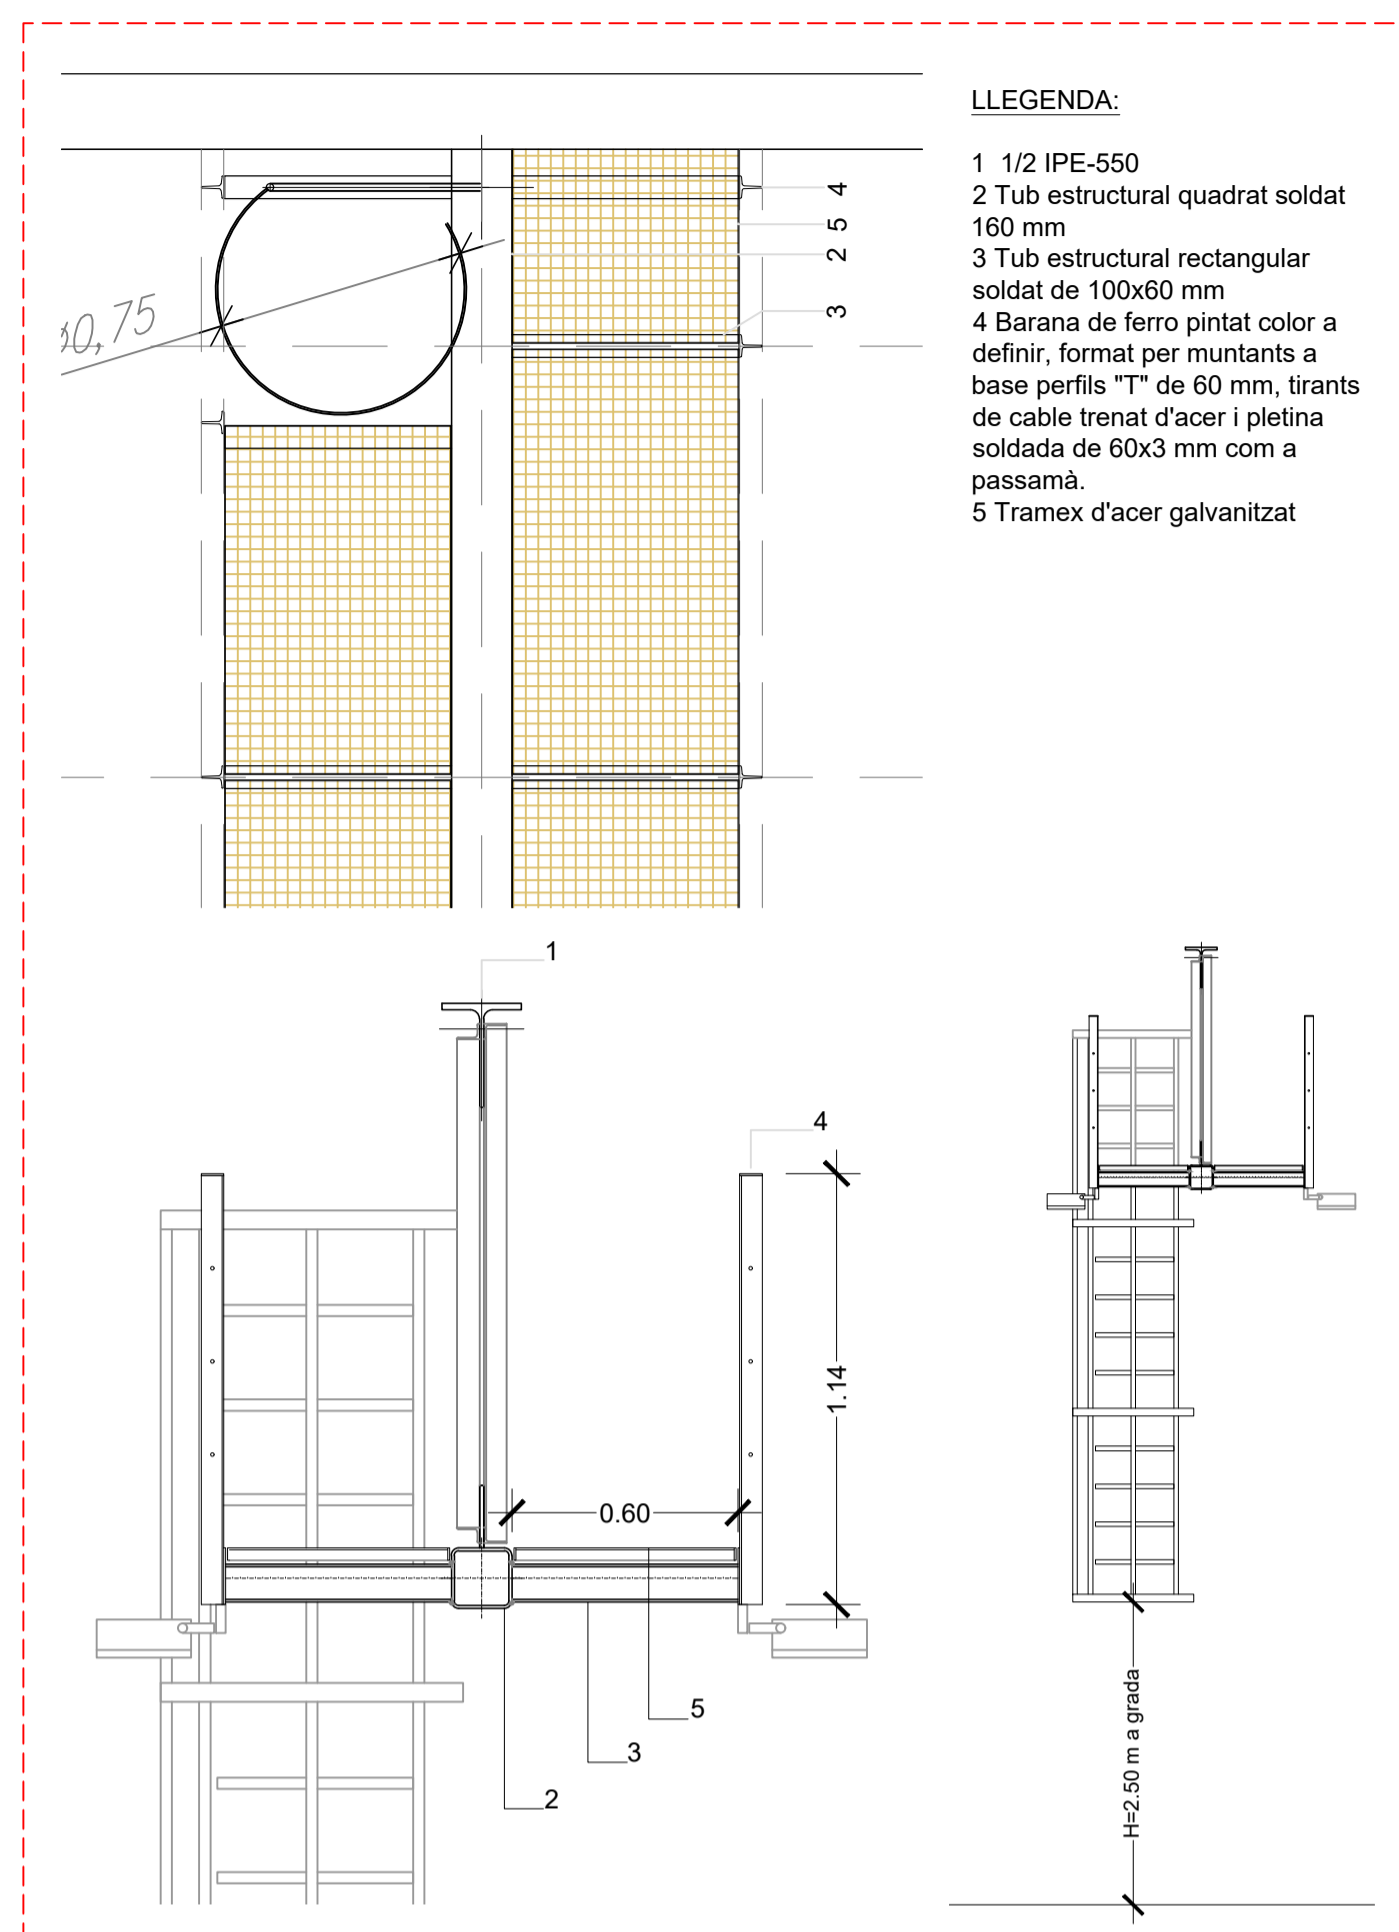 LLEGENDA:
1 1/2 IPE-550
2 Tub estructural quadrat soldat
160 mm
3 Tub estructural rectangular
soldat de 100x60 mm
4 Barana de ferro pintat color a
definir, format per muntants a
base perfils "T" de 60 mm, tirants
de cable trenat d'acer i pletina
soldada de 60x3 mm com a
passamà.
5 Tramex d'acer galvanitzat
4
5
2
3
ø0,75
1
4
1.14
0.60
5
3
2
H=2.50 m a grada